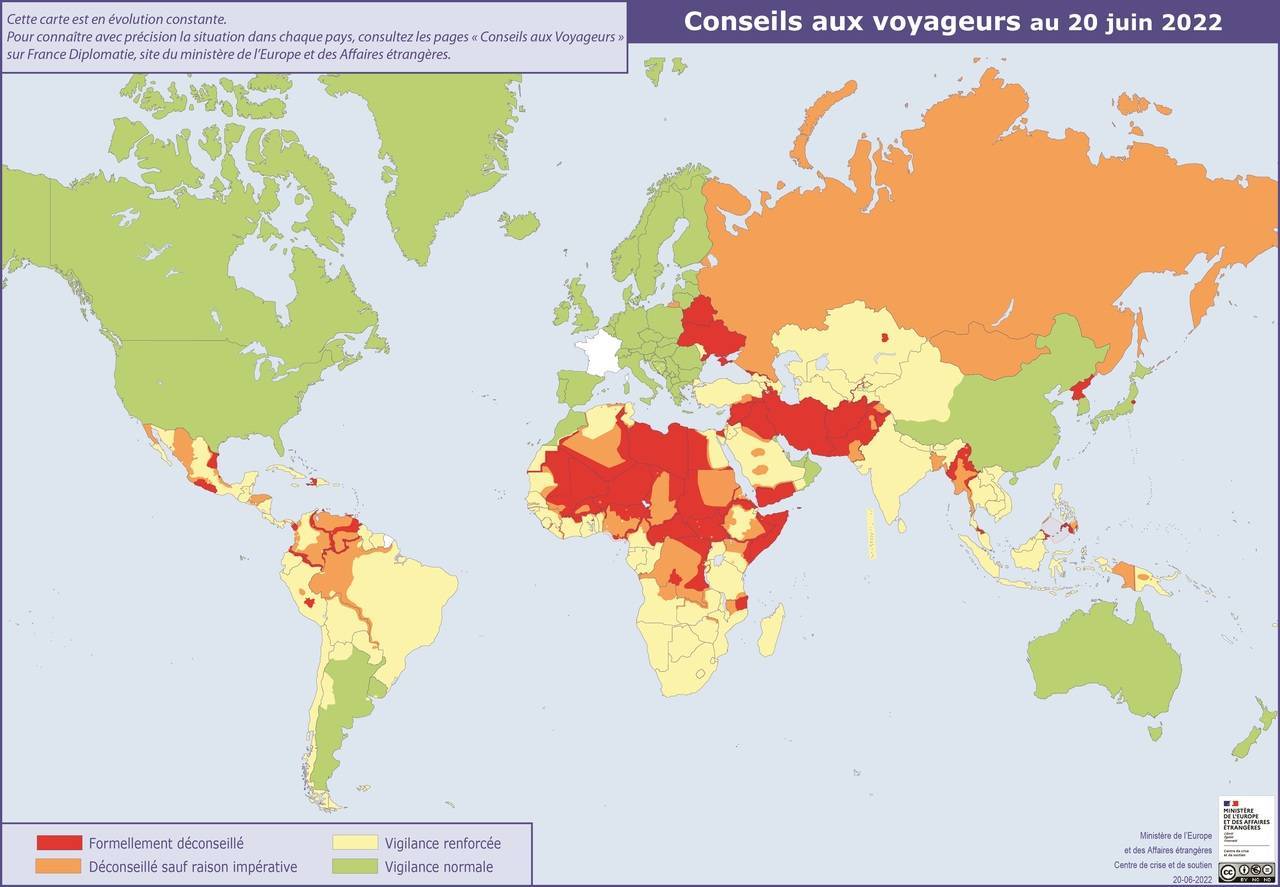 Cette carte est en évolution constante.
Pour connaître avec précision la situation dans chaque pays, consultez les pages « Conseils aux Voyageurs »
sur France Diplomatie, site du ministère de l'Europe et des Affaires étrangères.
Conseils aux voyageurs au 20 juin 2022
Formellement déconseillé
Déconseillé sauf raison impérative
Vigilance renforcée
Vigilance normale
Ministère de l'Europe
et des Affaires étrangères
Centre de crise et de soutien
20-06-2022
MINISTÈRE
DE L'EUROPE
ET DES AFFAIRES
ÉTRANGÈRES
Liberté
Égalité
Fraternité
Centre de crise
et de soutien
CC
BY NC ND